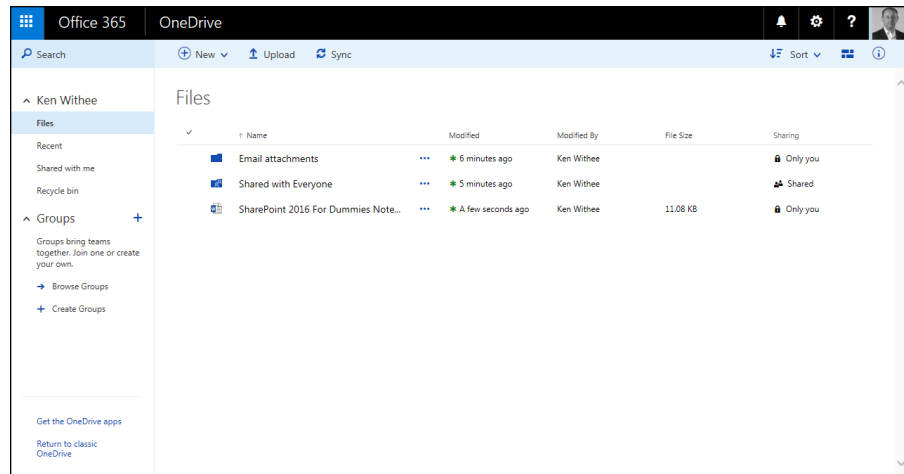 Office 365 OneDrive ?
Search New Upload Sync Sort
Ken Withee
Files
Recent
Shared with me
Recycle bin
Groups +
Groups bring teams
together. Join one or create
your own.
→ Browse Groups
+ Create Groups
Get the OneDrive apps
Return to classic
OneDrive
Files
↑ Name Modified Modified By File Size Sharing
Email attachments ... * 6 minutes ago Ken Withee Only you
Shared with Everyone ... * 5 minutes ago Ken Withee Shared
SharePoint 2016 For Dummies Note... ... * A few seconds ago Ken Withee 11.08 KB Only you